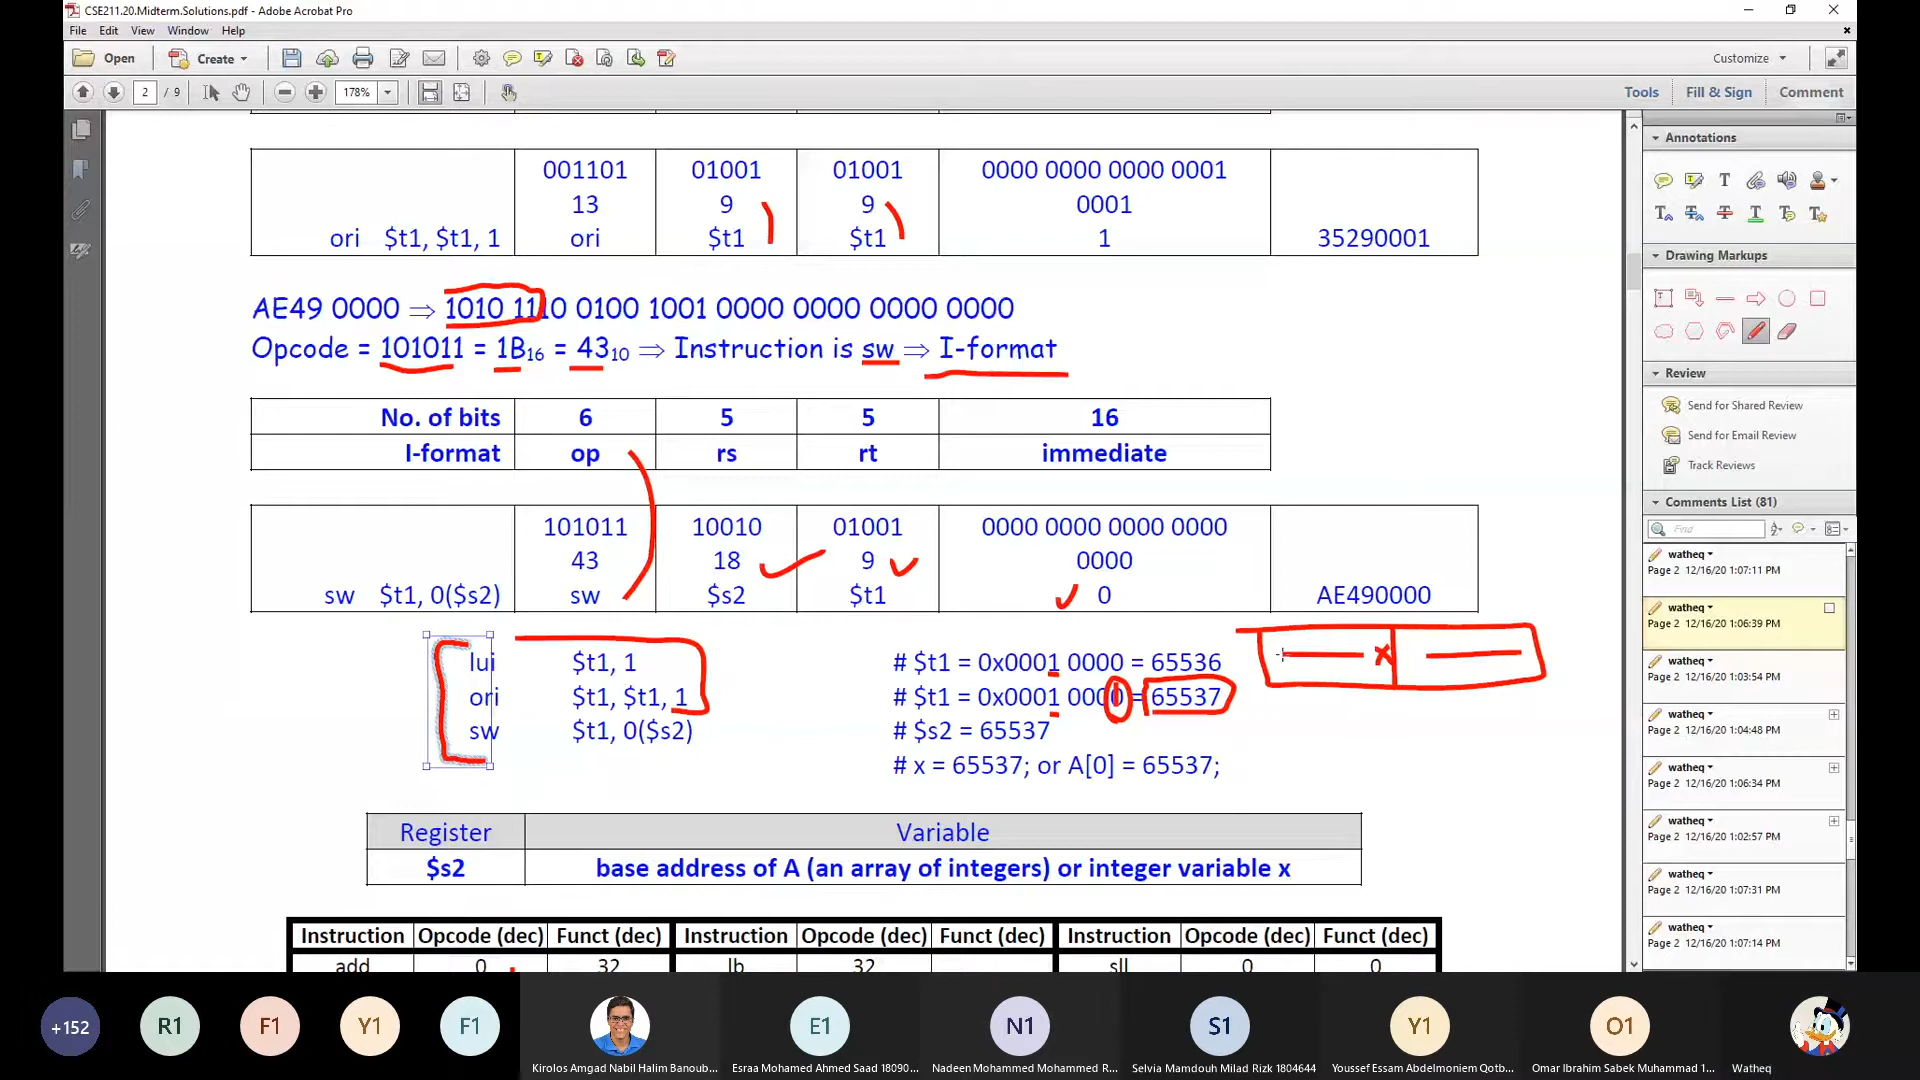 CSE211.20.Midterm.Solutions.pdf - Adobe Acrobat Pro
File Edit View Window Help
Open Create Customize
2 / 9 178% Tools Fill & Sign Comment
001101 01001 01001 0000 0000 0000 0001
13 9 9 0001
ori $t1, $t1, 1 ori $t1 $t1 1 35290001
AE49 0000 ⇒ 1010 1110 0100 1001 0000 0000 0000 0000
Opcode = 101011 = 1B16 = 4310 ⇒ Instruction is sw ⇒ I-format
No. of bits 6 5 5 16
I-format op rs rt immediate
101011 10010 01001 0000 0000 0000 0000
43 18 9 0000
sw $t1, 0($s2) sw $s2 $t1 0 AE490000
lui $t1, 1 # $t1 = 0x0001 0000 = 65536
ori $t1, $t1, 1 # $t1 = 0x0001 0000 = 65537
sw $t1, 0($s2) # $s2 = 65537
# x = 65537; or A[0] = 65537;
x
Register Variable
$s2 base address of A (an array of integers) or integer variable x
Instruction Opcode (dec) Funct (dec) Instruction Opcode (dec) Funct (dec) Instruction Opcode (dec) Funct (dec)
add 0 32 lb 32 sll 0 0
Annotations
Drawing Markups
Review
Send for Shared Review
Send for Email Review
Track Reviews
Comments List (81)
Find
watheq
Page 2 12/16/20 1:07:11 PM
watheq
Page 2 12/16/20 1:06:39 PM
watheq
Page 2 12/16/20 1:03:54 PM
watheq
Page 2 12/16/20 1:04:48 PM
watheq
Page 2 12/16/20 1:06:34 PM
watheq
Page 2 12/16/20 1:02:57 PM
watheq
Page 2 12/16/20 1:07:31 PM
watheq
Page 2 12/16/20 1:07:14 PM
+152 R1 F1 Y1 F1 E1 N1 S1 Y1 O1
Kirolos Amgad Nabil Halim Banoub... Esraa Mohamed Ahmed Saad 18090... Nadeen Mohammed Mohammed R... Selvia Mamdouh Milad Rizk 1804644 Youssef Essam Abdelmoniem Qotb... Omar Ibrahim Sabek Muhammad 1... Watheq